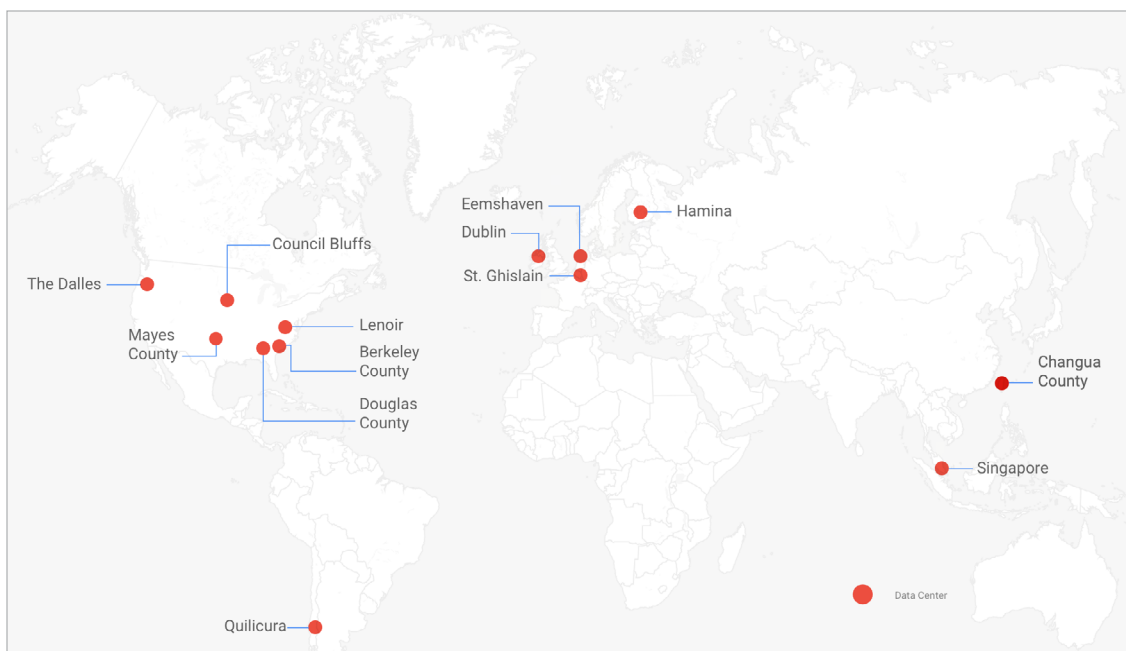 Eemshaven
Hamina
Dublin
Council Bluffs
St. Ghislain
The Dalles
Lenoir
Mayes
County
Berkeley
County
Changua
County
Douglas
County
Singapore
Data Center
Quilicura